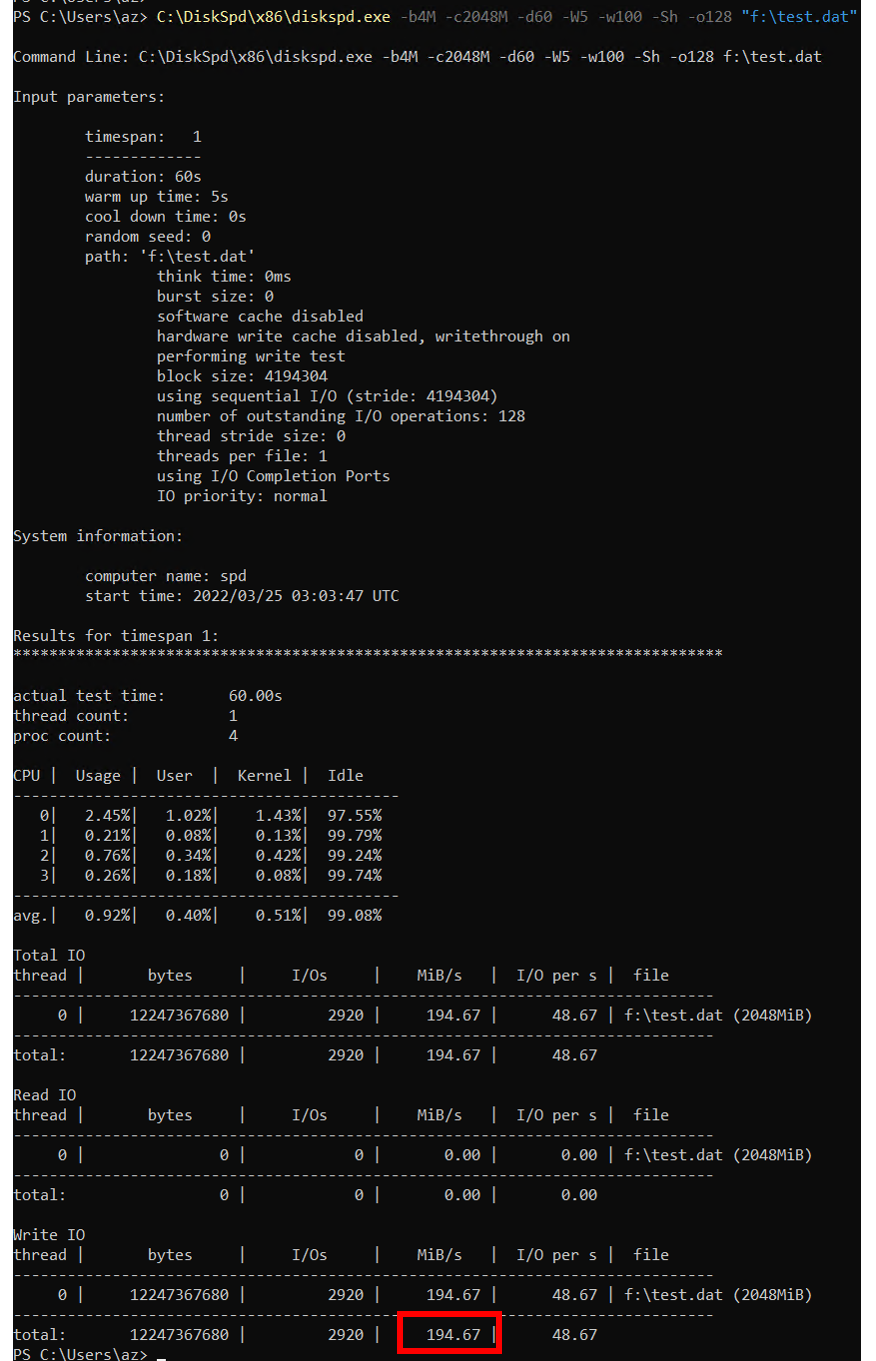 PS C:\Users\az> C:\DiskSpd\x86\diskspd.exe -b4M -c2048M -d60 -W5 -w100 -Sh -o128 "f:\test.dat"
Command Line: C:\DiskSpd\x86\diskspd.exe -b4M -c2048M -d60 -W5 -w100 -Sh -o128 f:\test.dat
Input parameters:
timespan:   1
-------------
duration: 60s
warm up time: 5s
cool down time: 0s
random seed: 0
path: 'f:\test.dat'
think time: 0ms
burst size: 0
software cache disabled
hardware write cache disabled, writethrough on
performing write test
block size: 4194304
using sequential I/O (stride: 4194304)
number of outstanding I/O operations: 128
thread stride size: 0
threads per file: 1
using I/O Completion Ports
IO priority: normal
System information:
computer name: spd
start time: 2022/03/25 03:03:47 UTC
Results for timespan 1:
*******************************************************************************
actual test time:       60.00s
thread count:           1
proc count:             4
CPU |  Usage |  User  |  Kernel |  Idle
-------------------------------------------
   0|   2.45%|   1.02%|    1.43%|  97.55%
   1|   0.21%|   0.08%|    0.13%|  99.79%
   2|   0.76%|   0.34%|    0.42%|  99.24%
   3|   0.26%|   0.18%|    0.08%|  99.74%
-------------------------------------------
avg.|   0.92%|   0.40%|    0.51%|  99.08%
Total IO
thread |       bytes     |     I/Os     |    MiB/s   |  I/O per s |  file
------------------------------------------------------------------------------
     0 |     12247367680 |         2920 |     194.67 |      48.67 | f:\test.dat (2048MiB)
------------------------------------------------------------------------------
total:       12247367680 |         2920 |     194.67 |      48.67
Read IO
thread |       bytes     |     I/Os     |    MiB/s   |  I/O per s |  file
------------------------------------------------------------------------------
     0 |               0 |            0 |       0.00 |       0.00 | f:\test.dat (2048MiB)
------------------------------------------------------------------------------
total:                 0 |            0 |       0.00 |       0.00
Write IO
thread |       bytes     |     I/Os     |    MiB/s   |  I/O per s |  file
------------------------------------------------------------------------------
     0 |     12247367680 |         2920 |     194.67 |      48.67 | f:\test.dat (2048MiB)
------------------------------------------------------------------------------
total:       12247367680 |         2920 |     194.67 |      48.67
PS C:\Users\az> _